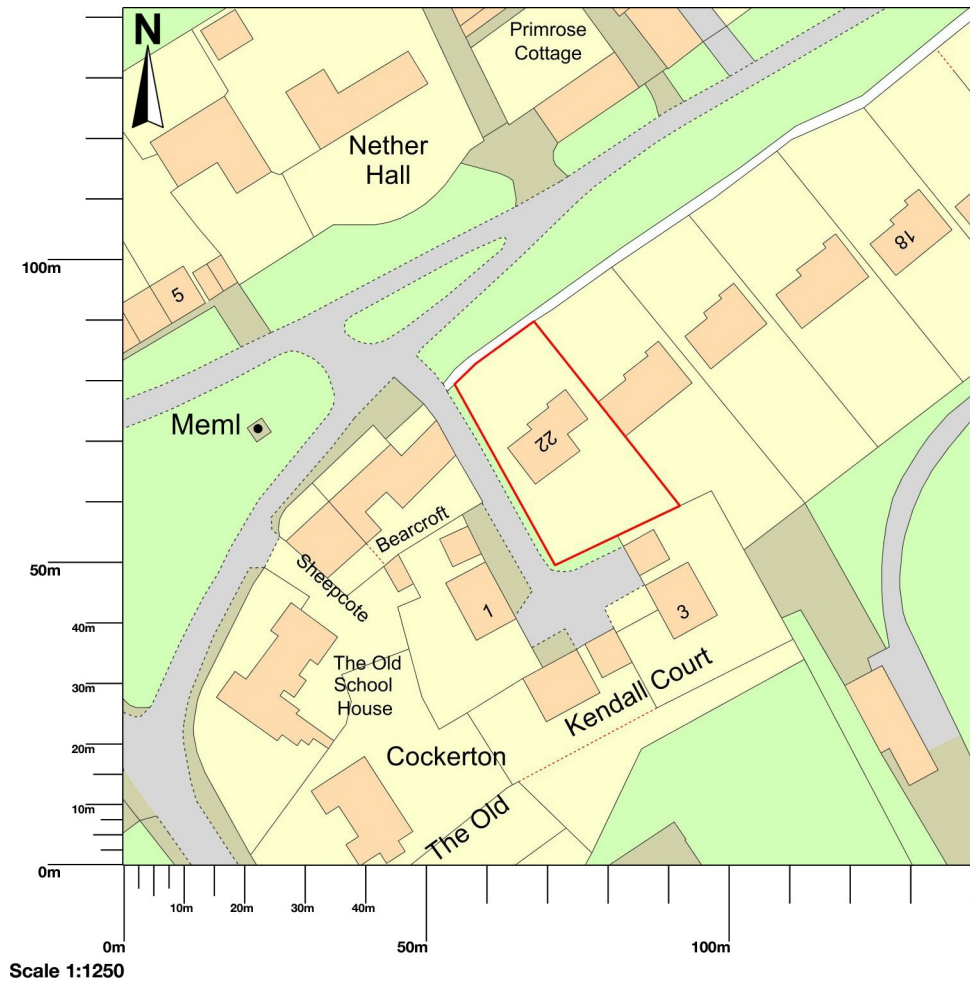 N
Primrose
Cottage
Nether
Hall
18
100m
5
Meml
22
Bearcroft
Sheepcote
50m
1
3
40m
The Old
School
House
Kendall Court
30m
20m
Cockerton
The Old
10m
0m
10m
20m
30m
40m
0m
50m
100m
Scale 1:1250